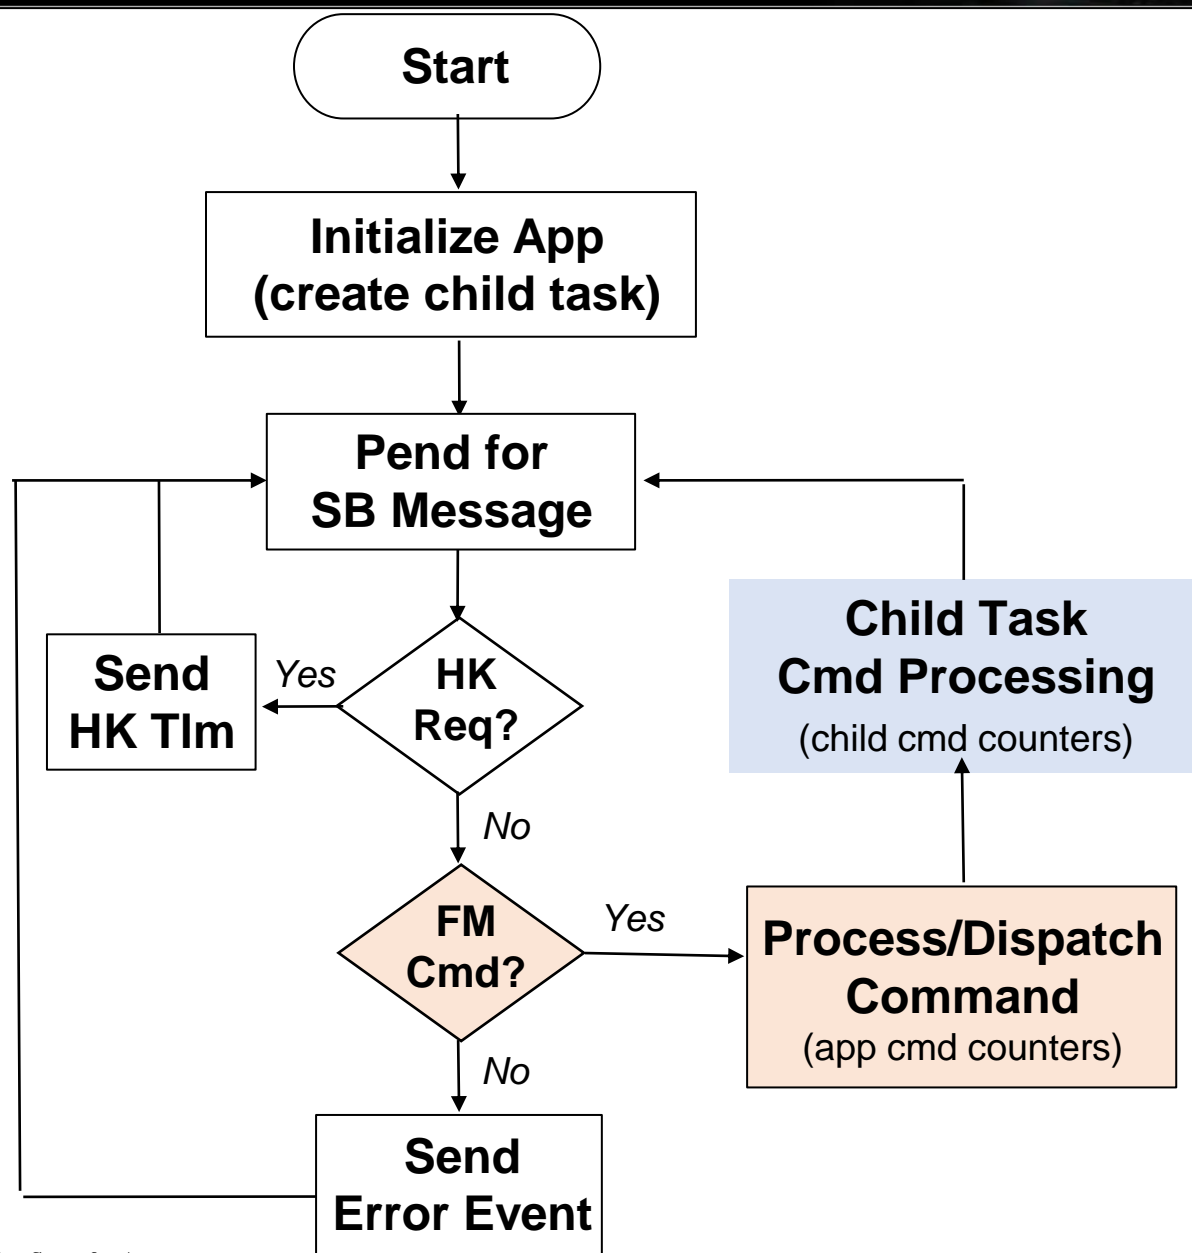 Start
Initialize App
(create child task)
Pend for
SB Message
Send
HK Tlm
Yes
HK
Req?
No
Child Task
Cmd Processing
(child cmd counters)
FM
Cmd?
Yes
Process/Dispatch
Command
(app cmd counters)
No
Send
Error Event